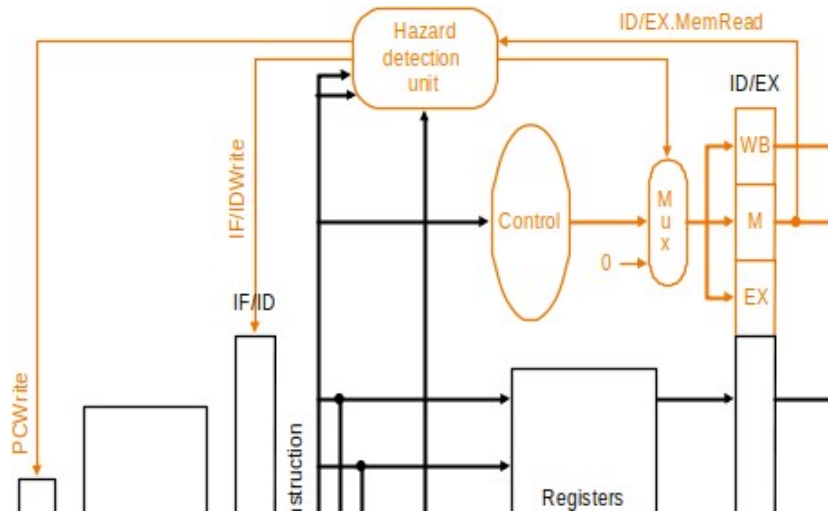 Hazard
detection
unit
ID/EX.MemRead
ID/EX
WB
IF/IDWrite
Control
M
u
x
M
0
EX
IF/ID
PCWrite
Registers